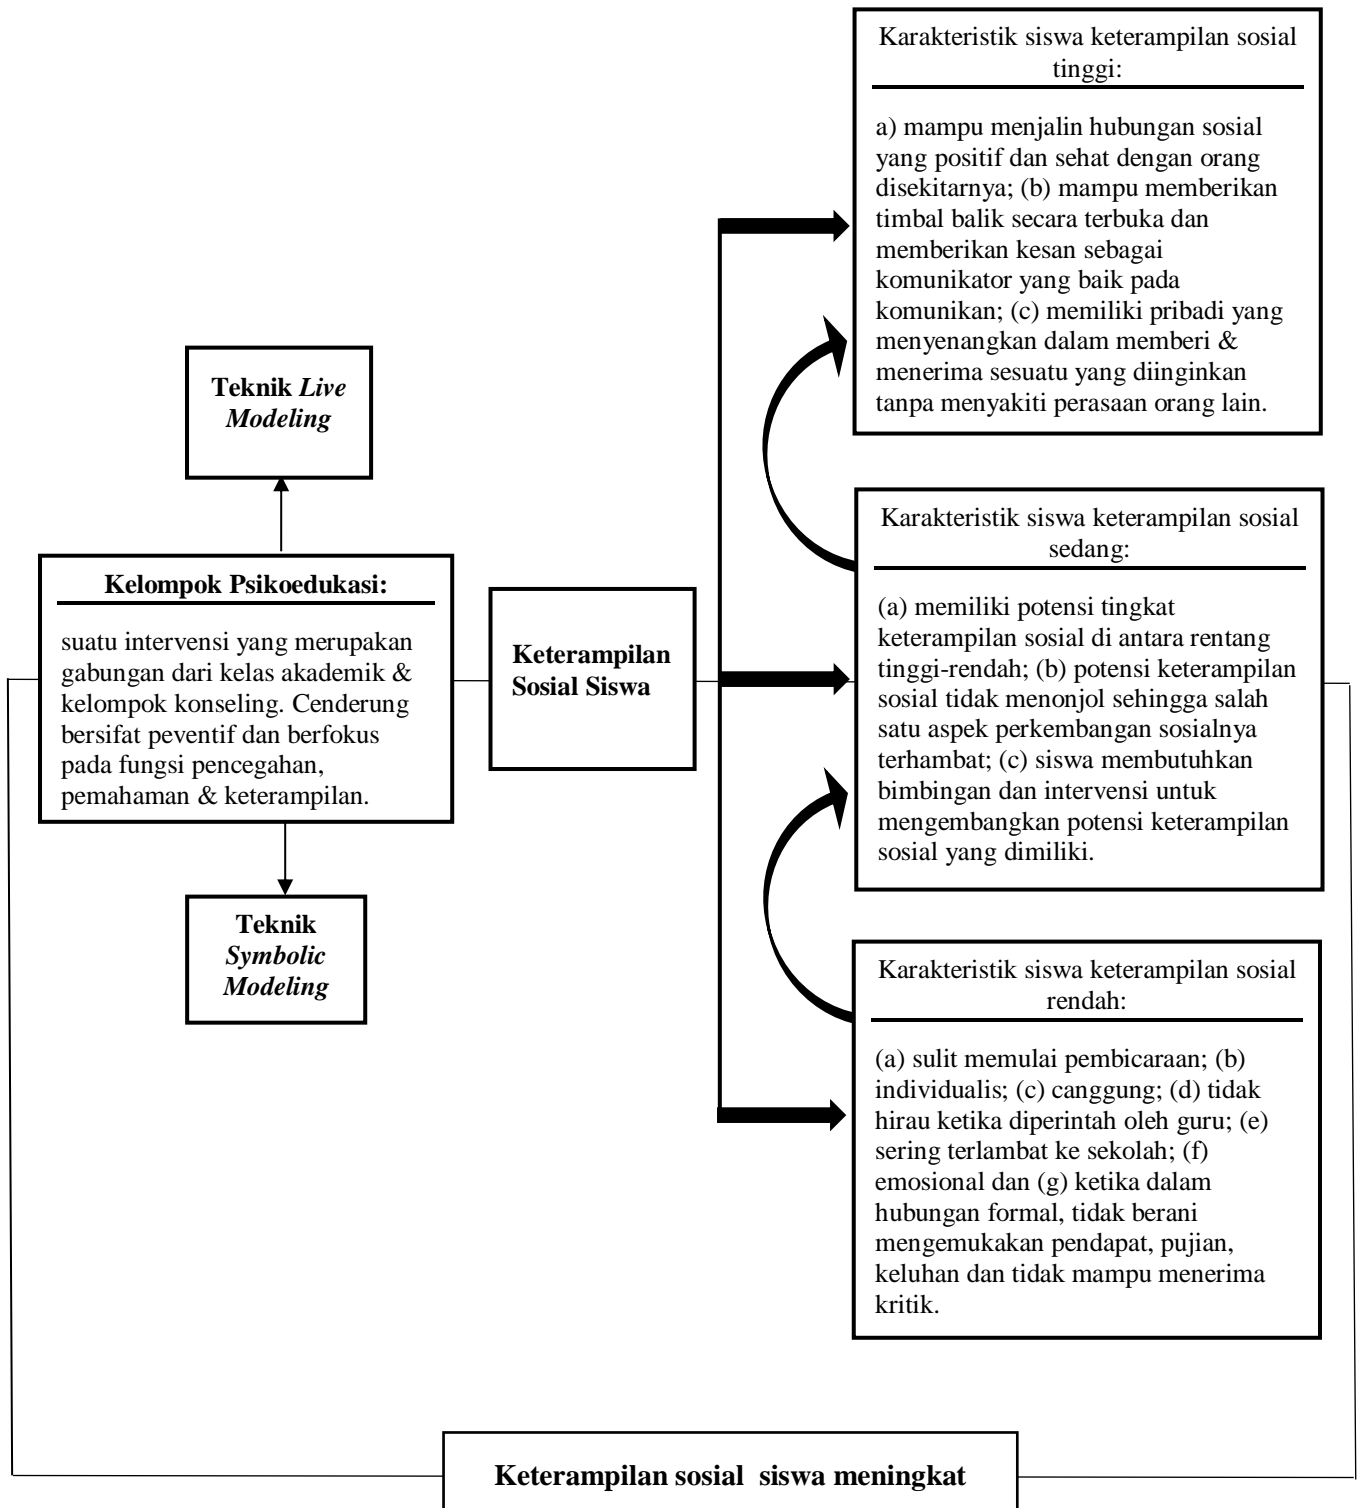 Karakteristik siswa keterampilan sosial
tinggi:
a) mampu menjalin hubungan sosial
yang positif dan sehat dengan orang
disekitarnya; (b) mampu memberikan
timbal balik secara terbuka dan
memberikan kesan sebagai
komunikator yang baik pada
komunikan; (c) memiliki pribadi yang
menyenangkan dalam memberi &
menerima sesuatu yang diinginkan
tanpa menyakiti perasaan orang lain.
Teknik Live
Modeling
Kelompok Psikoedukasi:
suatu intervensi yang merupakan
gabungan dari kelas akademik &
kelompok konseling. Cenderung
bersifat peventif dan berfokus
pada fungsi pencegahan,
pemahaman & keterampilan.
Teknik
Symbolic
Modeling
Keterampilan
Sosial Siswa
Karakteristik siswa keterampilan sosial
sedang:
(a) memiliki potensi tingkat
keterampilan sosial di antara rentang
tinggi-rendah; (b) potensi keterampilan
sosial tidak menonjol sehingga salah
satu aspek perkembangan sosialnya
terhambat; (c) siswa membutuhkan
bimbingan dan intervensi untuk
mengembangkan potensi keterampilan
sosial yang dimiliki.
Karakteristik siswa keterampilan sosial
rendah:
(a) sulit memulai pembicaraan; (b)
individualis; (c) canggung; (d) tidak
hirau ketika diperintah oleh guru; (e)
sering terlambat ke sekolah; (f)
emosional dan (g) ketika dalam
hubungan formal, tidak berani
mengemukakan pendapat, pujian,
keluhan dan tidak mampu menerima
kritik.
Keterampilan sosial siswa meningkat